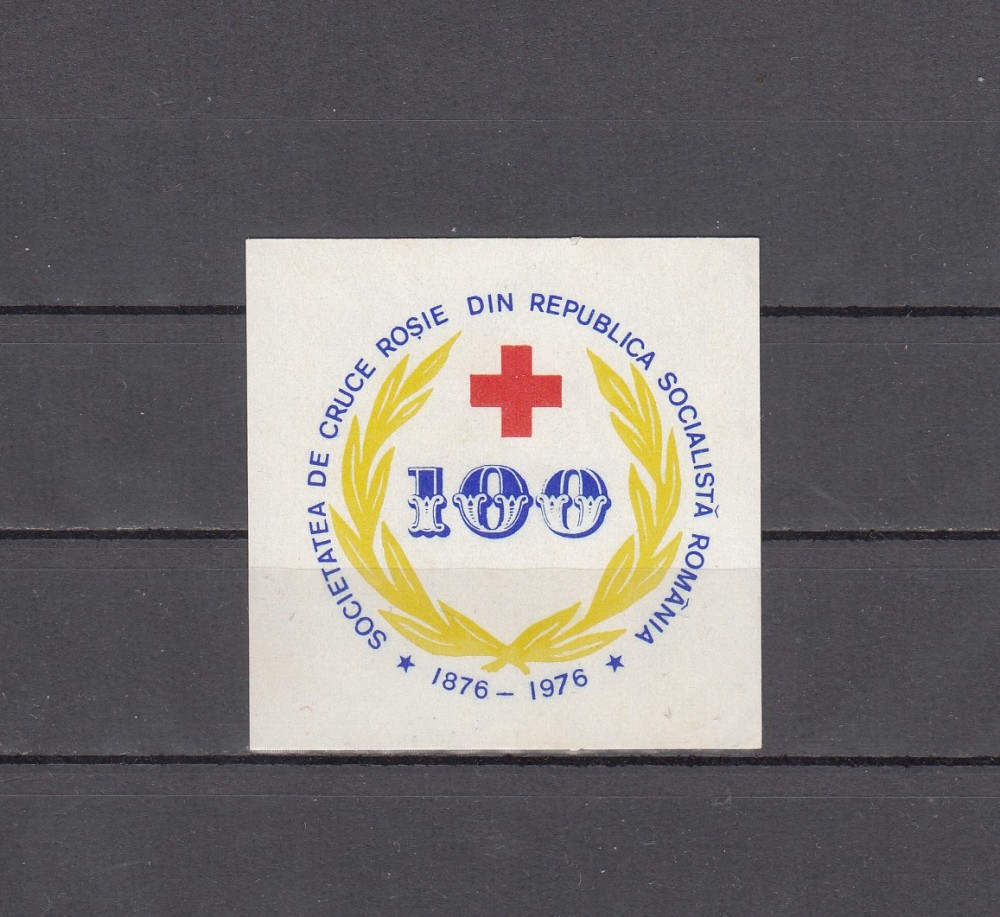 SOCIETATEA DE CRUCE ROȘIE DIN REPUBLICA SOCIALISTĂ ROMÂNIA
100
★ 1876 – 1976 ★